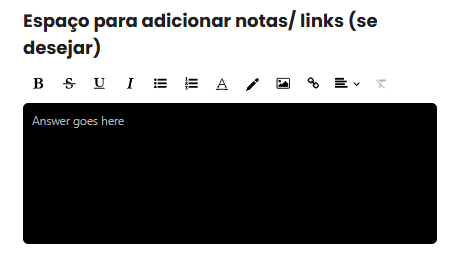 Espaço para adicionar notas/ links (se
desejar)
B S U I A
Answer goes here